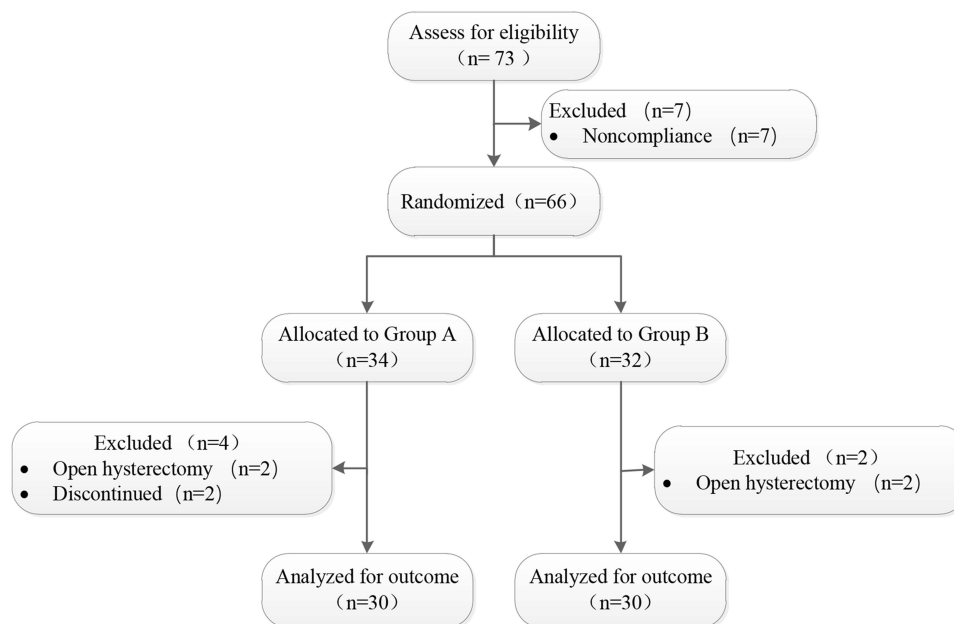 Assess for eligibility
（n= 73 ）
Excluded （n=7）
• Noncompliance （n=7）
Randomized（n=66）
Allocated to Group A
（n=34）
Allocated to Group B
（n=32）
Excluded （n=4）
• Open hysterectomy （n=2）
• Discontinued（n=2）
Excluded （n=2）
• Open hysterectomy （n=2）
Analyzed for outcome
（n=30）
Analyzed for outcome
（n=30）